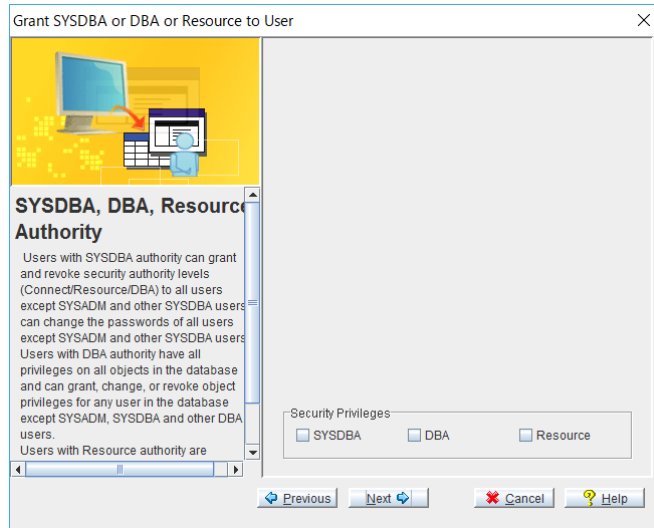 Grant SYSDBA or DBA or Resource to User
SYSDBA, DBA, Resource
Authority
Users with SYSDBA authority can grant
and revoke security authority levels
(Connect/Resource/DBA) to all users
except SYSADM and other SYSDBA users
can change the passwords of all users
except SYSADM and other SYSDBA users
Users with DBA authority have all
privileges on all objects in the database
and can grant, change, or revoke object
privileges for any user in the database
except SYSADM, SYSDBA and other DBA
users.
Users with Resource authority are
Security Privileges
SYSDBA DBA Resource
Previous Next Cancel Help